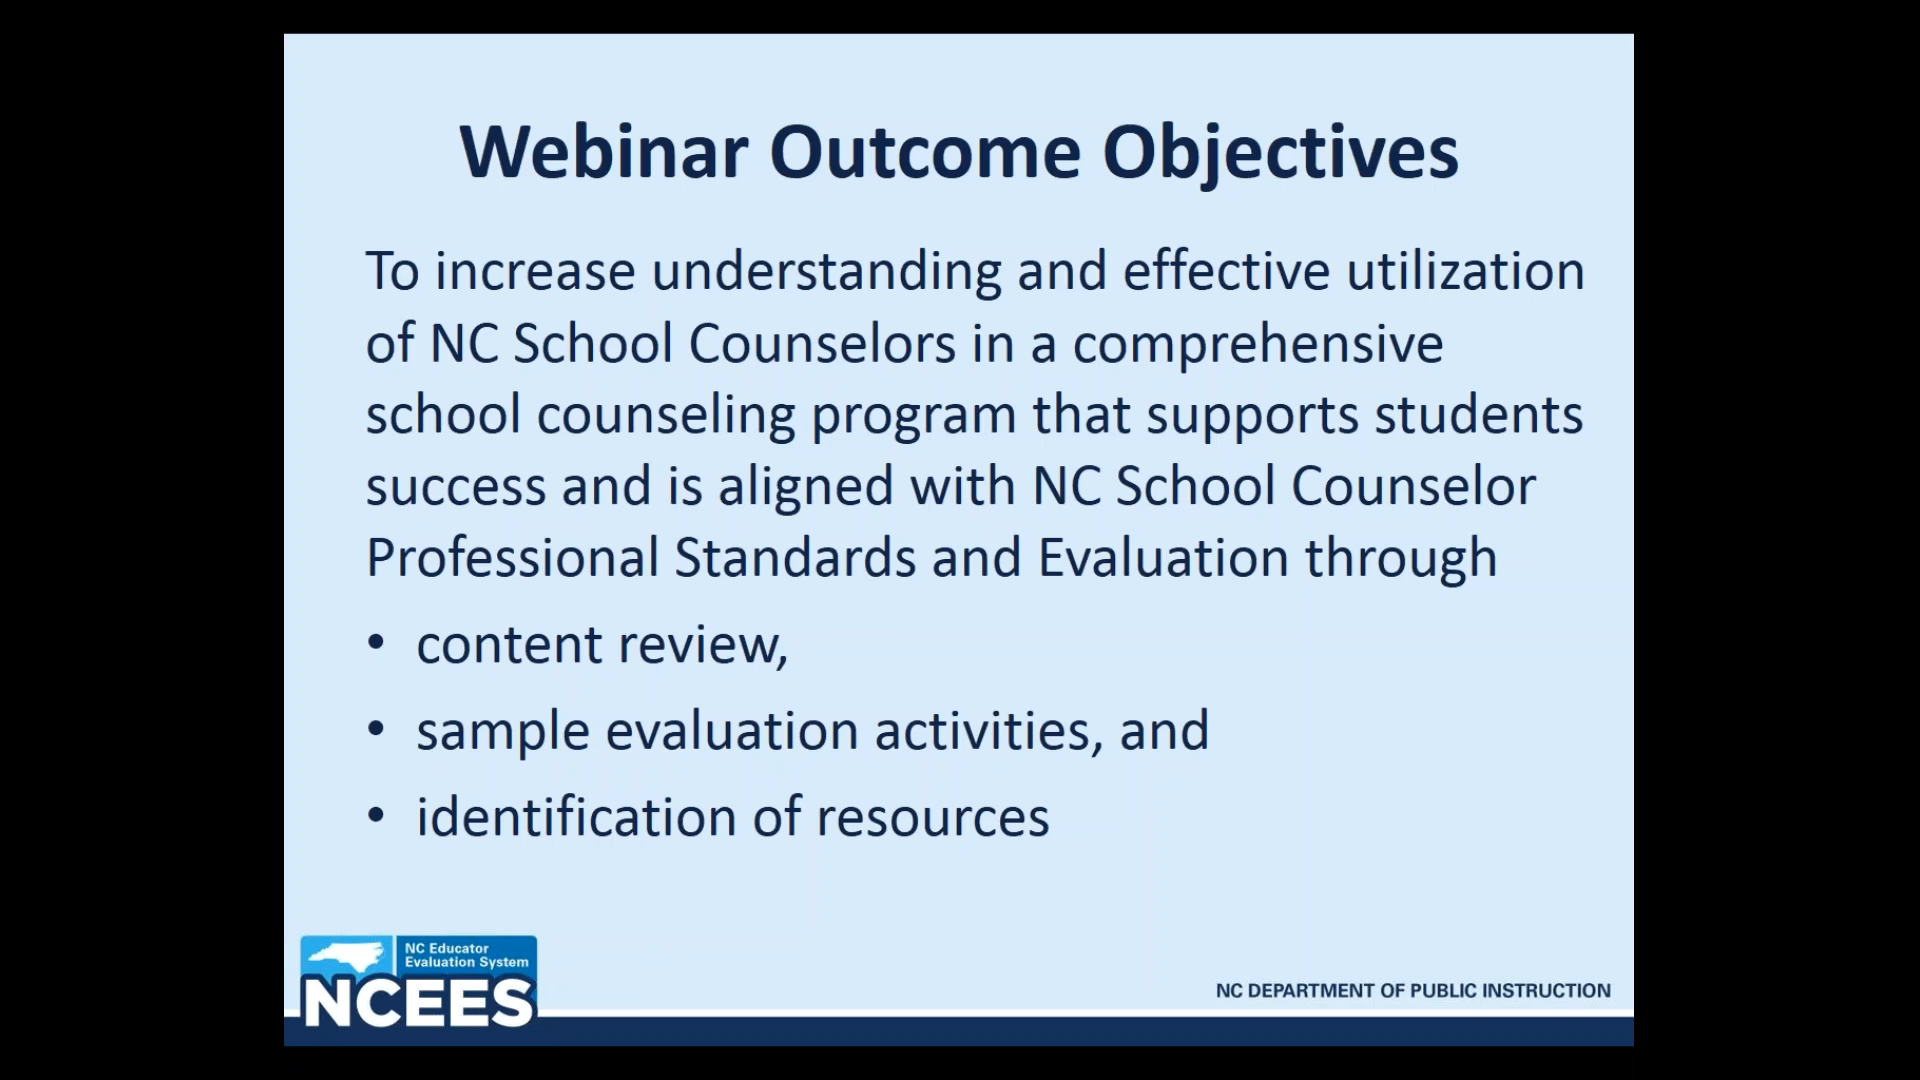 Webinar Outcome Objectives
To increase understanding and effective utilization
of NC School Counselors in a comprehensive
school counseling program that supports students
success and is aligned with NC School Counselor
Professional Standards and Evaluation through
• content review,
• sample evaluation activities, and
• identification of resources
NC Educator
Evaluation System
NCEES
NC DEPARTMENT OF PUBLIC INSTRUCTION